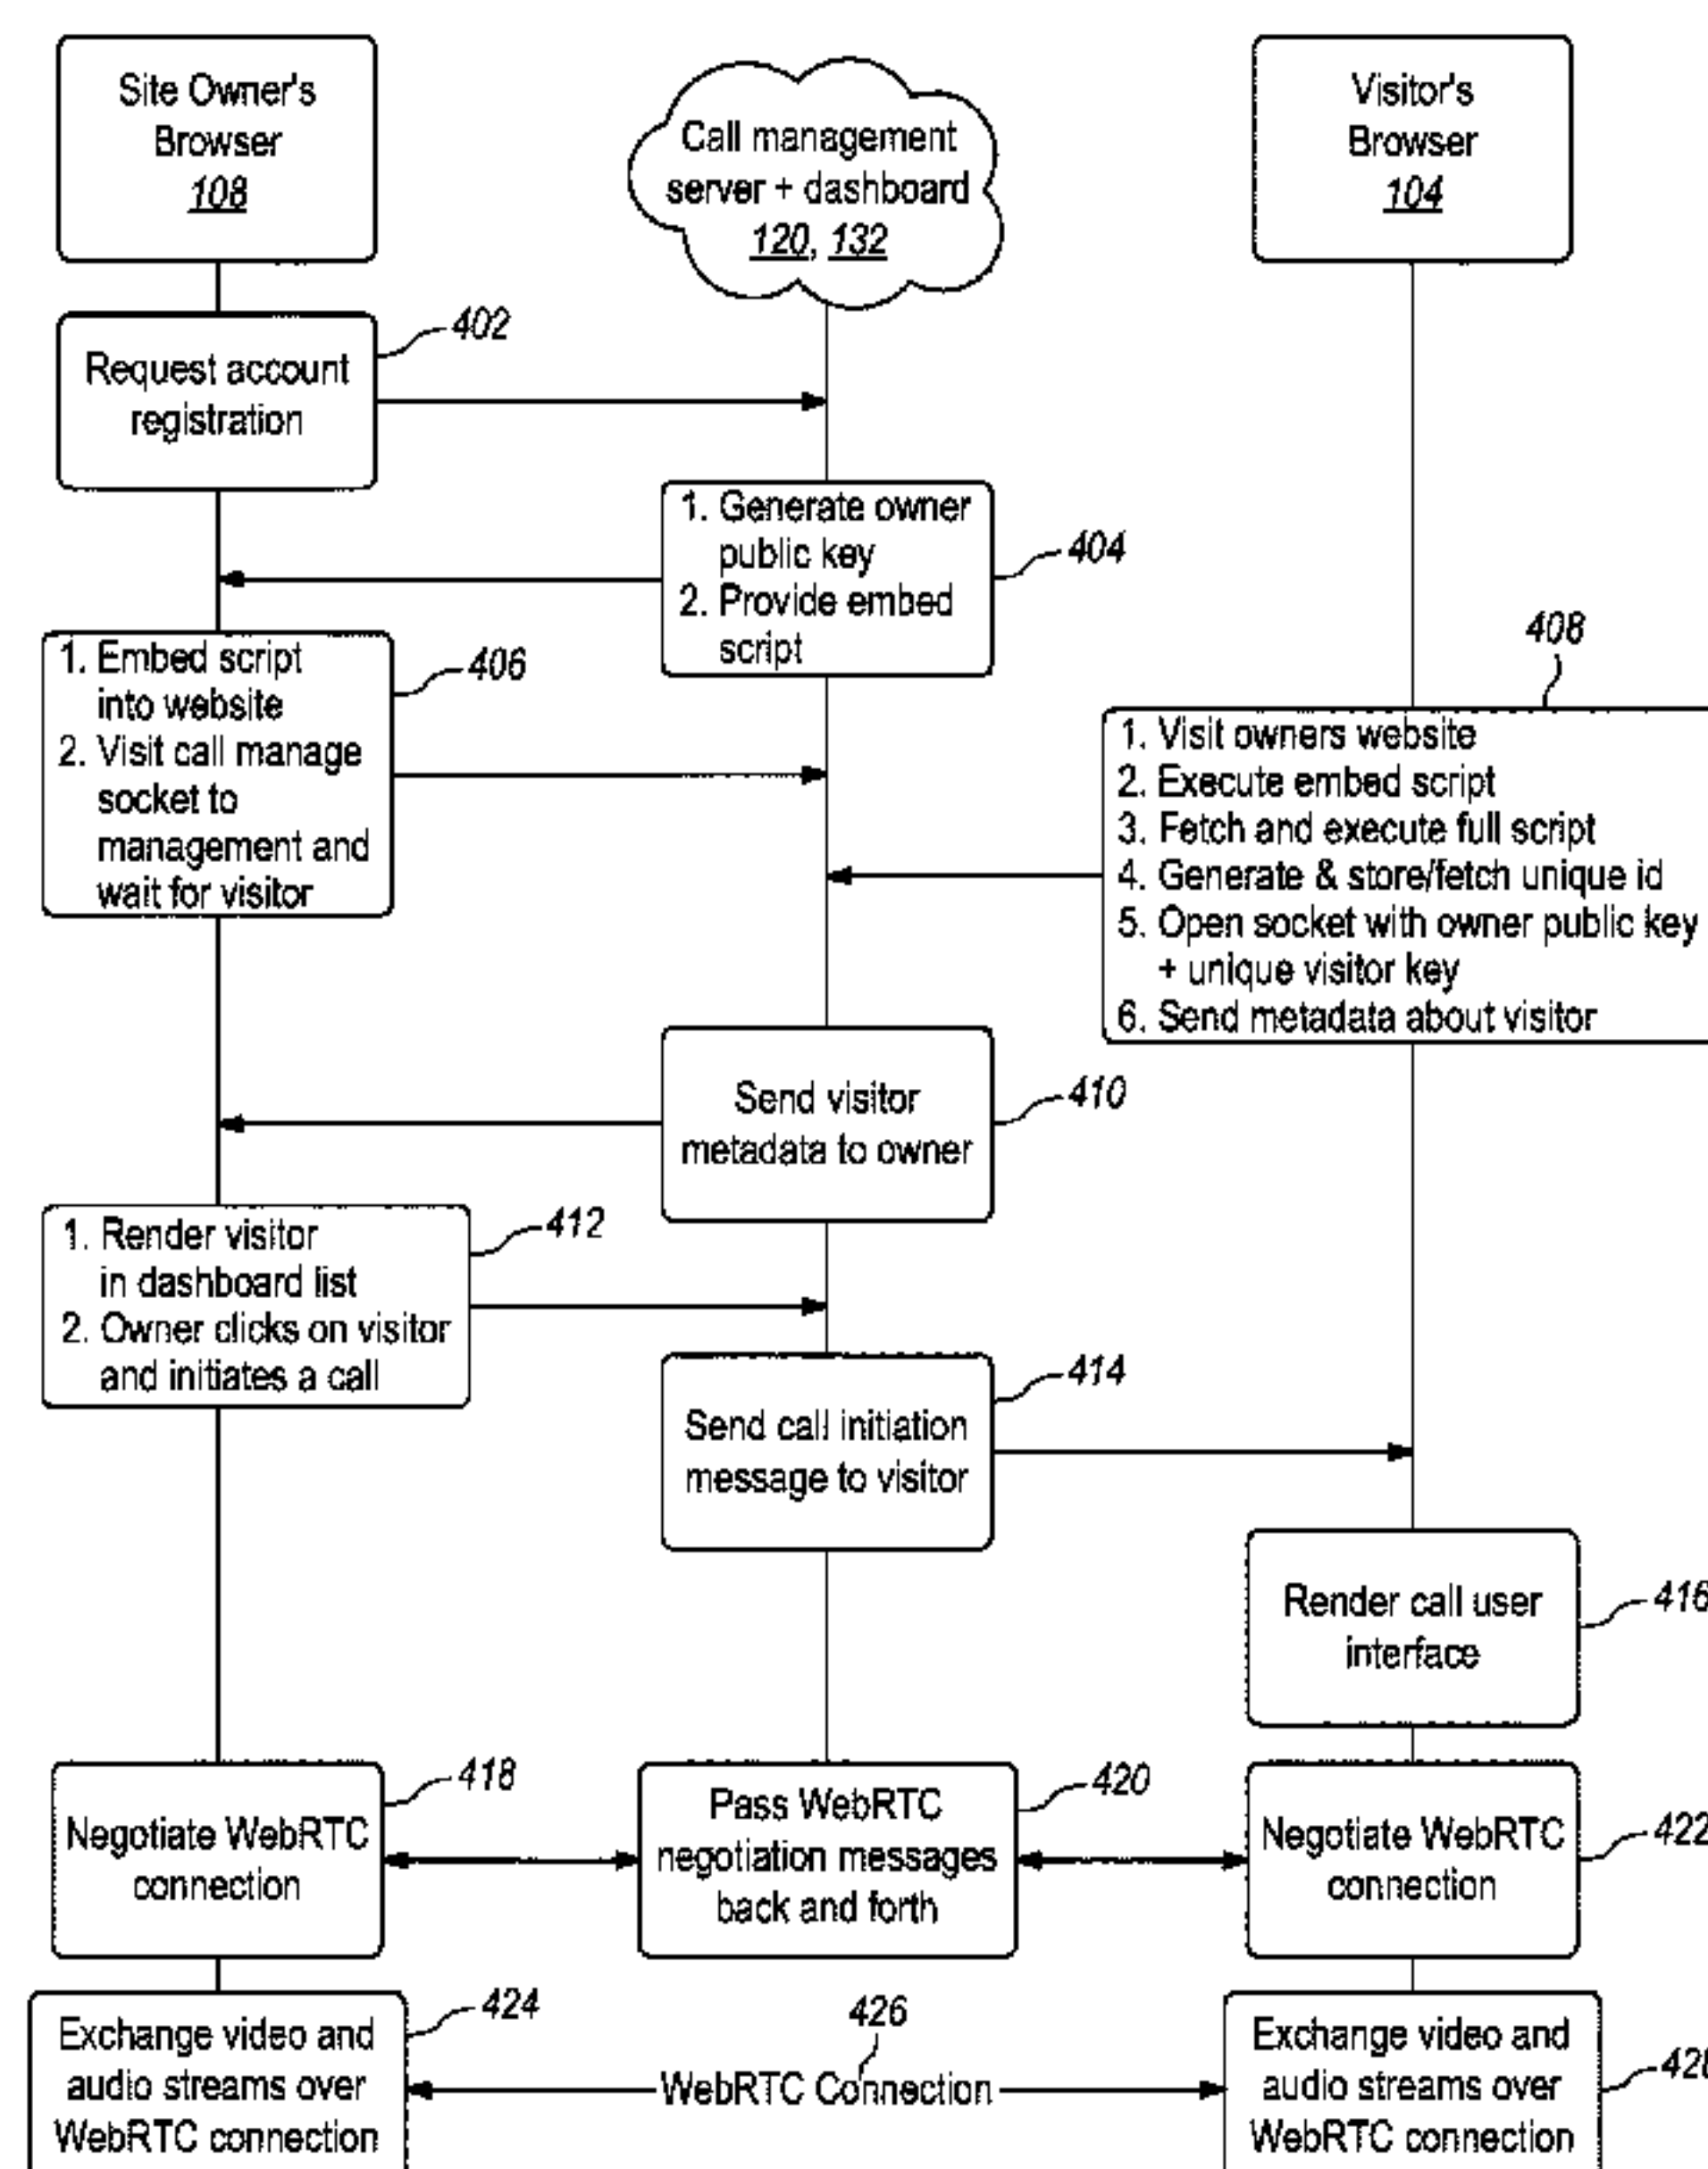 Site Owner's
Browser
108
Call management
server + dashboard
120, 132
Visitor's
Browser
104
402
Request account
registration
1. Generate owner
public key
2. Provide embed
script
404
1. Embed script
into website
2. Visit call manage
socket to
management and
wait for visitor
406
408
1. Visit owners website
2. Execute embed script
3. Fetch and execute full script
4. Generate & store/fetch unique id
5. Open socket with owner public key
+ unique visitor key
6. Send metadata about visitor
Send visitor
metadata to owner
410
1. Render visitor
in dashboard list
2. Owner clicks on visitor
and initiates a call
412
Send call initiation
message to visitor
414
Render call user
interface
416
Negotiate WebRTC
connection
418
Pass WebRTC
negotiation messages
back and forth
420
Negotiate WebRTC
connection
422
Exchange video and
audio streams over
WebRTC connection
424
426
WebRTC Connection
Exchange video and
audio streams over
WebRTC connection
428